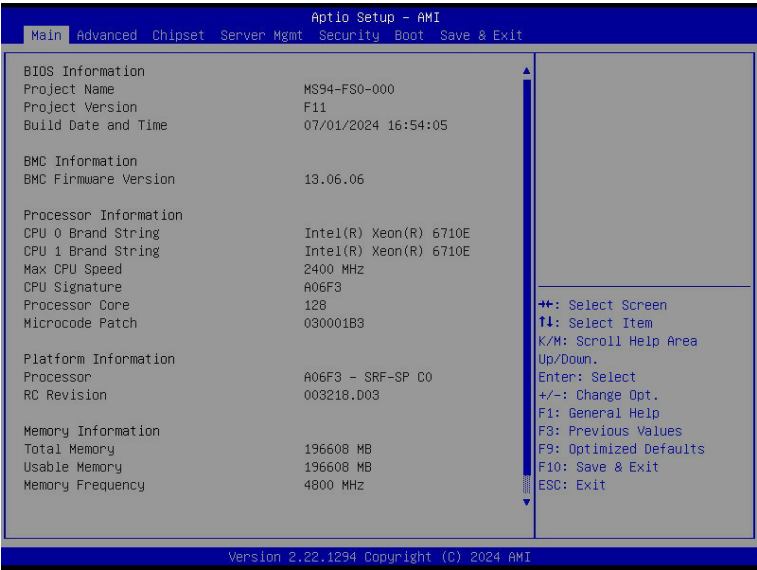 Aptio Setup - AMI
Main Advanced Chipset Server Mgmt Security Boot Save & Exit
BIOS Information
Project Name MS94-FS0-000
Project Version F11
Build Date and Time 07/01/2024 16:54:05
BMC Information
BMC Firmware Version 13.06.06
Processor Information
CPU 0 Brand String Intel(R) Xeon(R) 6710E
CPU 1 Brand String Intel(R) Xeon(R) 6710E
Max CPU Speed 2400 MHz
CPU Signature A06F3
Processor Core 128
Microcode Patch 030001B3
Platform Information
Processor A06F3 - SRF-SP C0
RC Revision 003218.D03
Memory Information
Total Memory 196608 MB
Usable Memory 196608 MB
Memory Frequency 4800 MHz
→←: Select Screen
↑↓: Select Item
K/M: Scroll Help Area
Up/Down.
Enter: Select
+/-: Change Opt.
F1: General Help
F3: Previous Values
F9: Optimized Defaults
F10: Save & Exit
ESC: Exit
Version 2.22.1294 Copyright (C) 2024 AMI